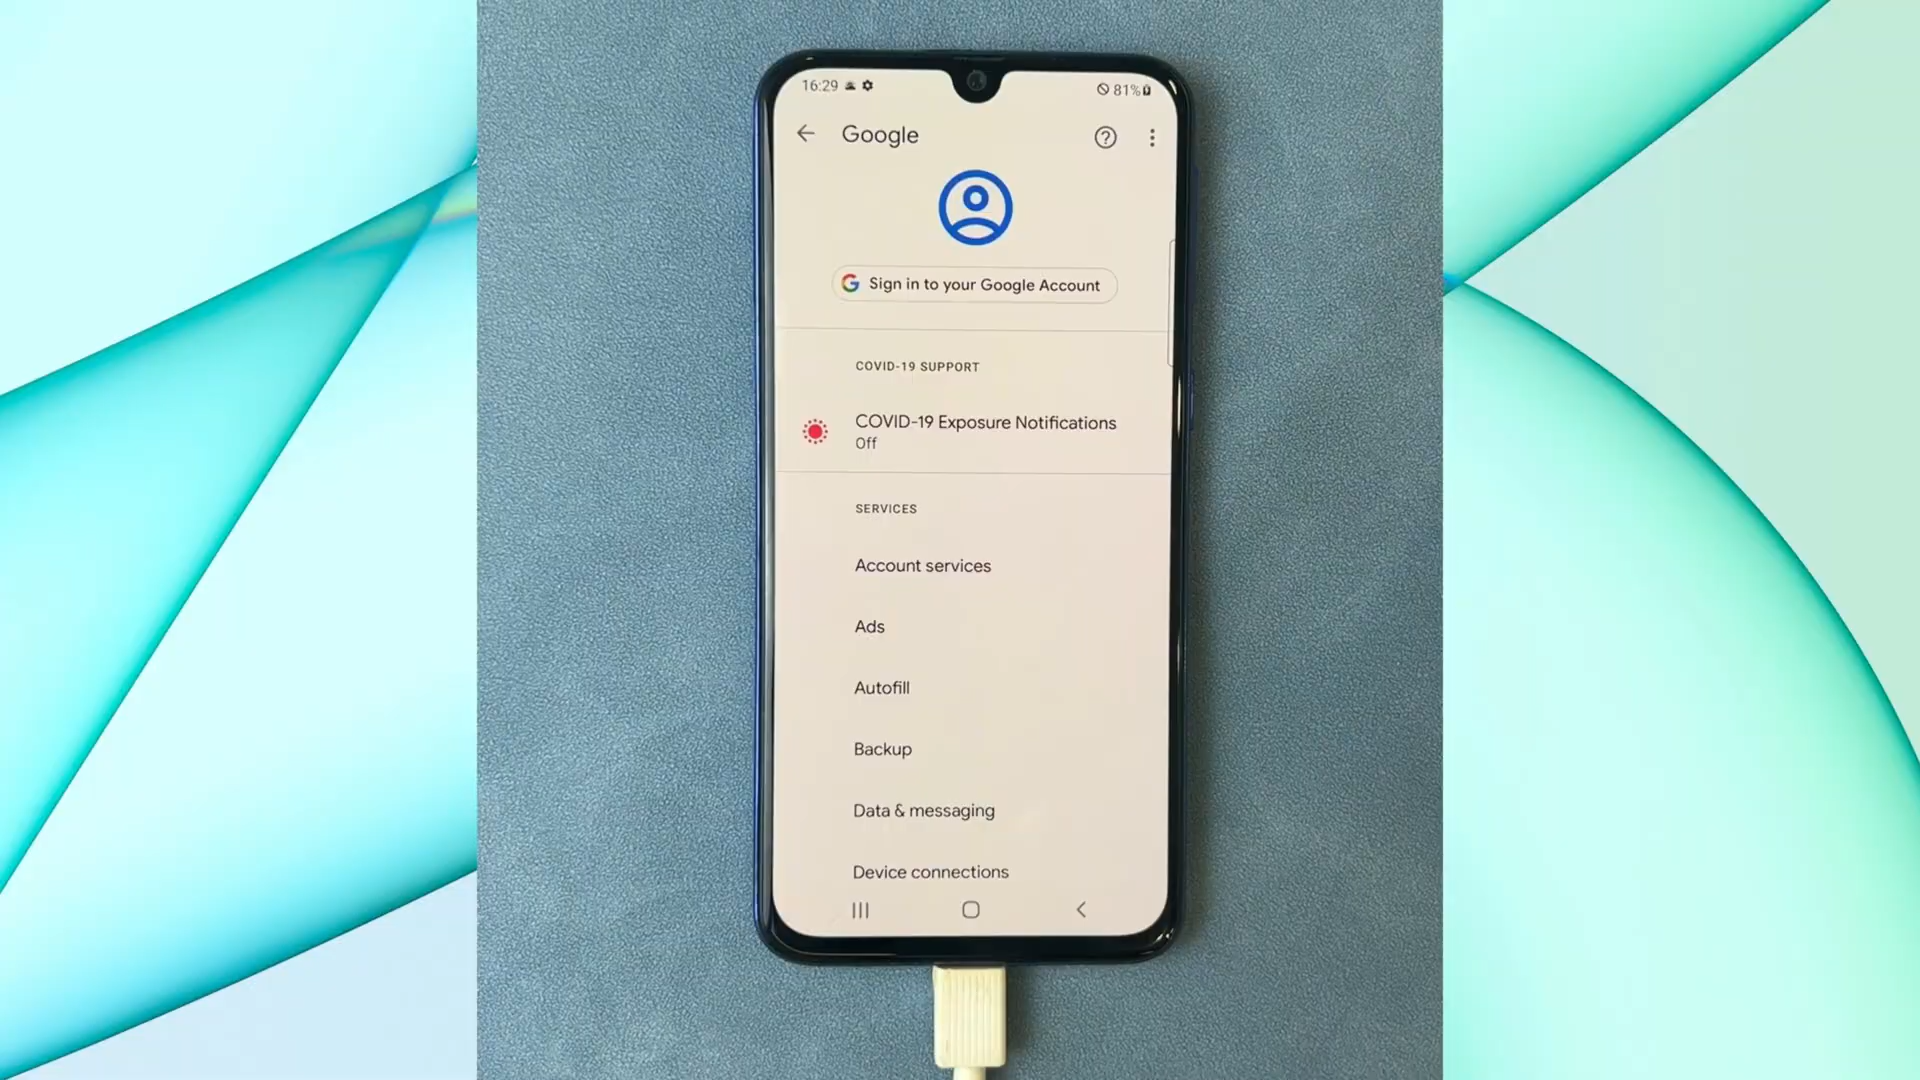 16:29
81%
Google
Sign in to your Google Account
COVID-19 SUPPORT
COVID-19 Exposure Notifications
Off
SERVICES
Account services
Ads
Autofill
Backup
Data & messaging
Device connections